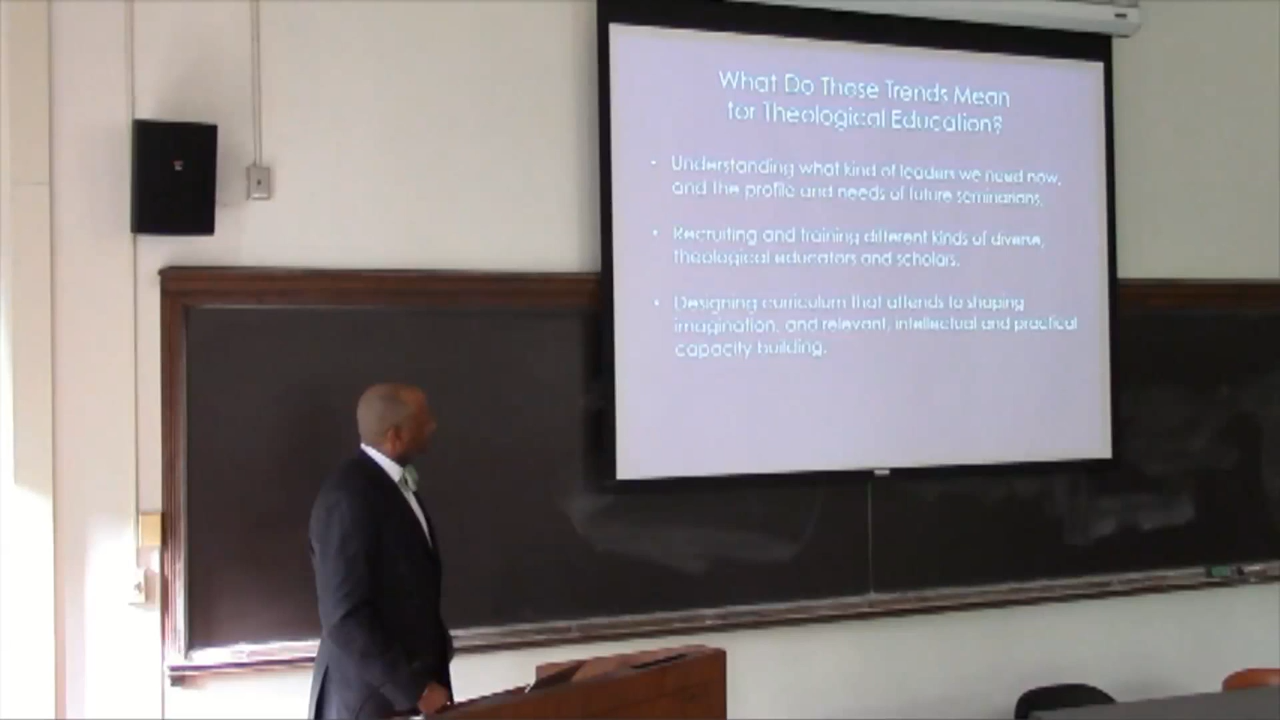 What Do These Trends Mean
for Theological Education?
• Understanding what kind of leaders we need now,
and the profile and needs of future seminarians.
• Recruiting and training different kinds of diverse,
theological educators and scholars.
• Designing curriculum that attends to shaping
imagination, and relevant, intellectual and practical
capacity building.